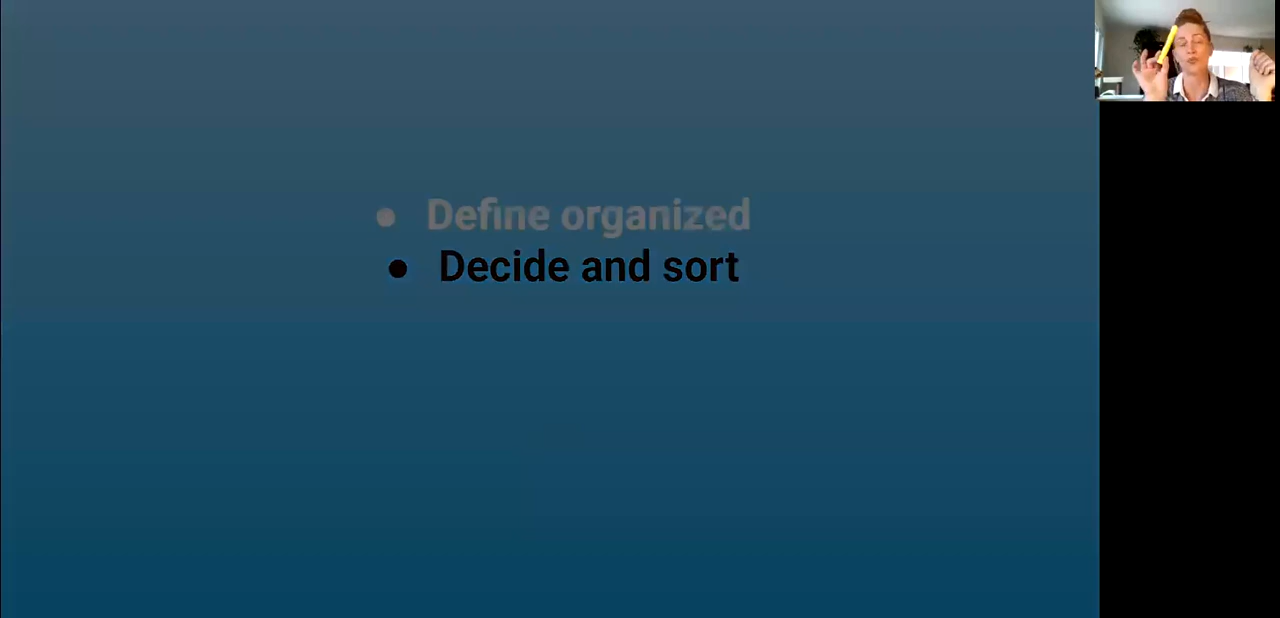 ● Define organized
● Decide and sort